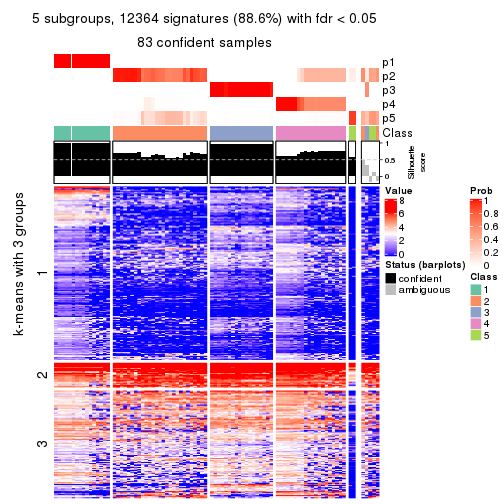 5 subgroups, 12364 signatures (88.6%) with fdr < 0.05
83 confident samples
p1
p2
p3
p4
p5
Class
1
0.5
0
Silhouette
score
k-means with 3 groups
1
2
3
Value
8
6
4
2
0
Status (barplots)
confident
ambiguous
Prob
1
0.8
0.6
0.4
0.2
0
Class
1
2
3
4
5